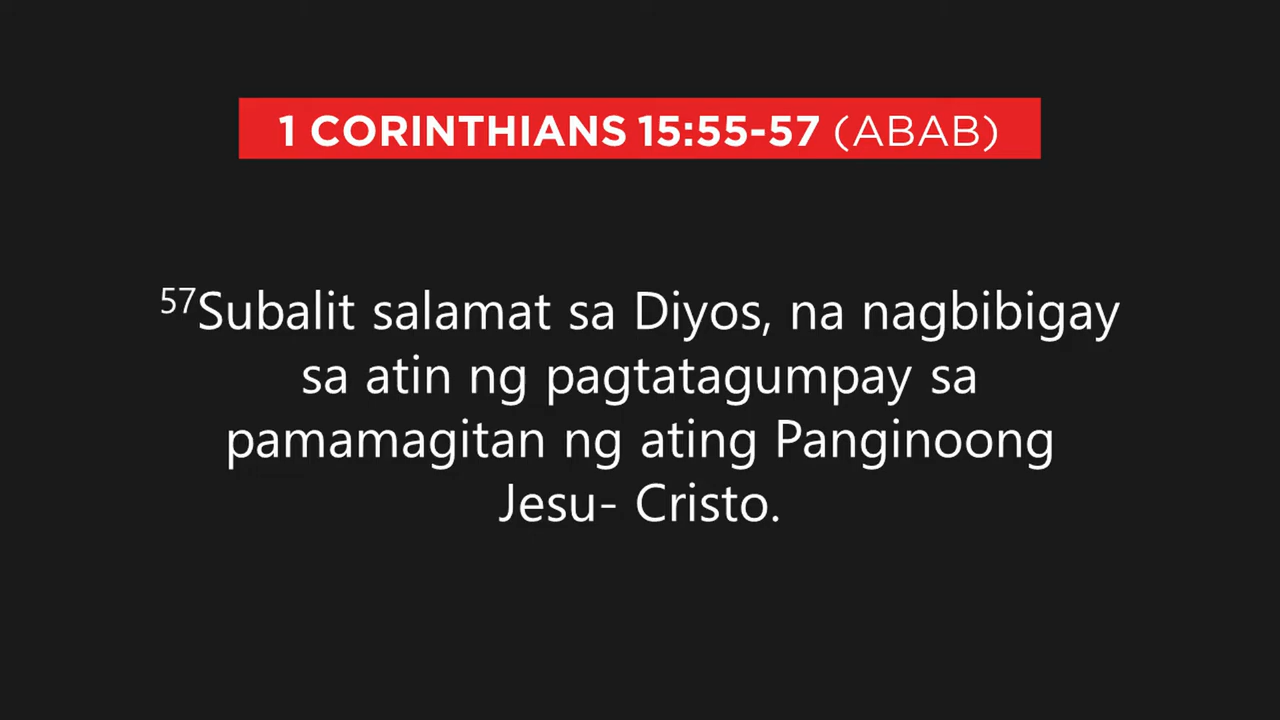 1 CORINTHIANS 15:55-57 (ABAB)
57Subalit salamat sa Diyos, na nagbibigay
sa atin ng pagtatagumpay sa
pamamagitan ng ating Panginoong
Jesu- Cristo.